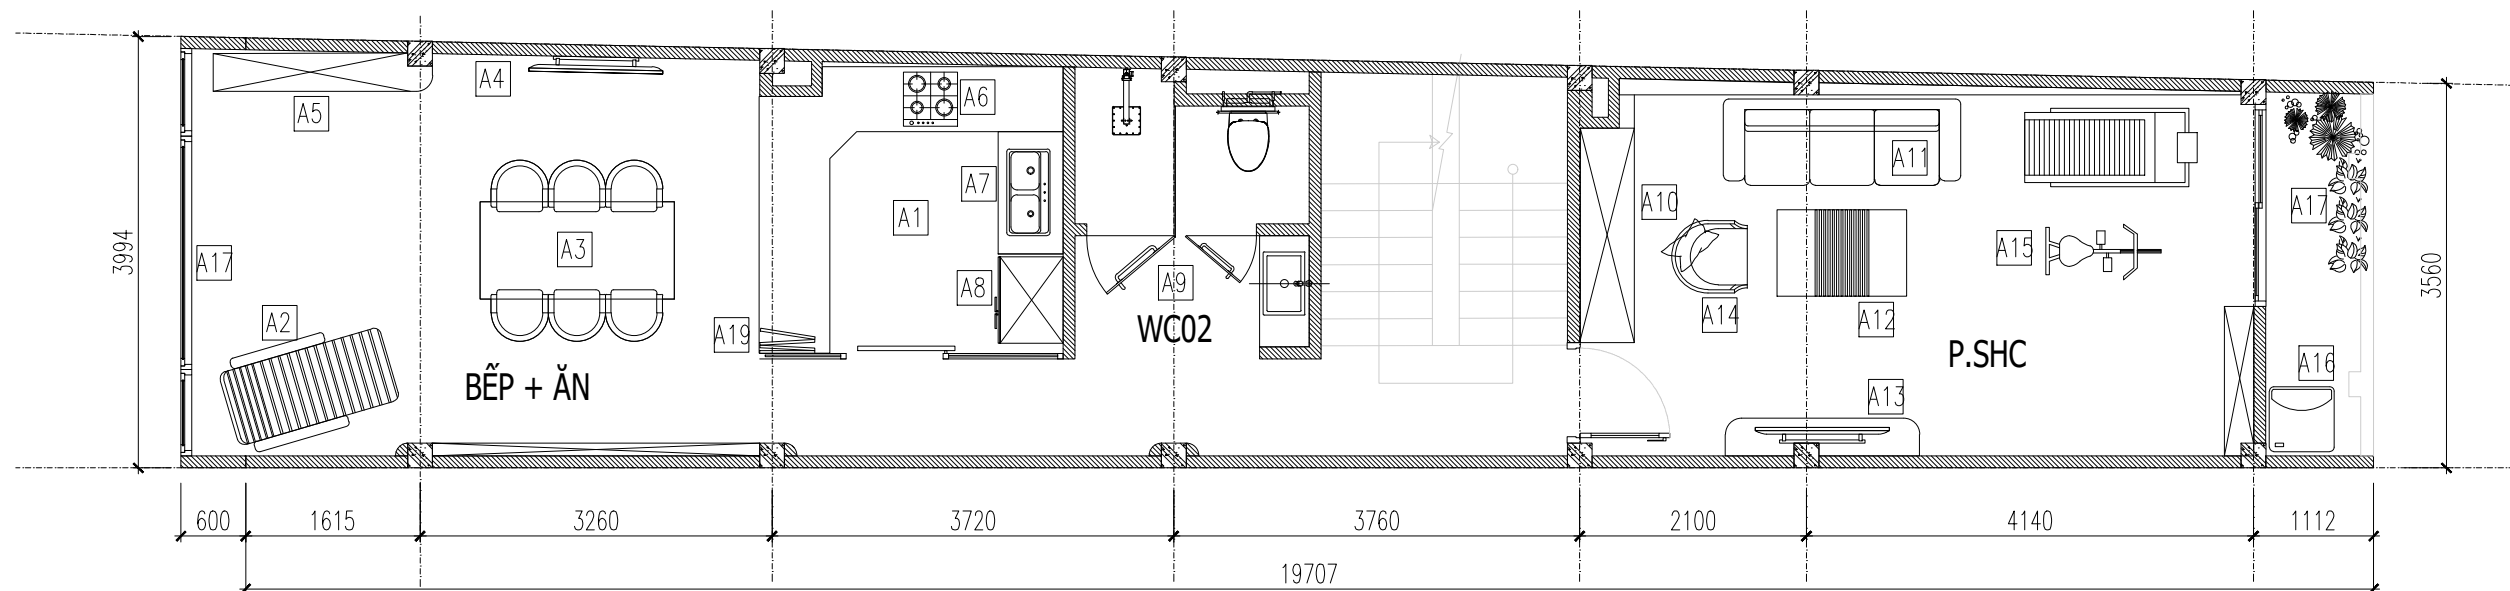 A4
A5
A6
A7
A1
A3
A17
A2
A8
A9
A19
WC02
BẾP + ĂN
A10
A11
A14
A12
A15
A17
P.SHC
A13
A16
3994
3560
600
1615
3260
3720
3760
2100
4140
1112
19707